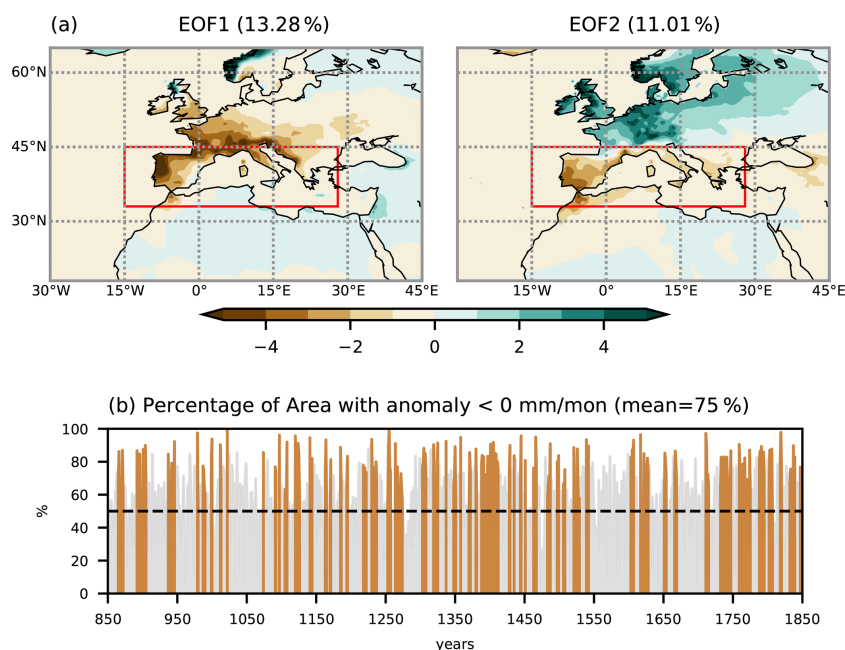 (a) EOF1 (13.28 %) EOF2 (11.01 %)
60°N
45°N
30°N
30°W 15°W 0° 15°E 30°E 45°E 15°W 0° 15°E 30°E 45°E
−4 −2 0 2 4
(b) Percentage of Area with anomaly < 0 mm/mon (mean=75 %)
100
80
60
40
20
0
%
850 950 1050 1150 1250 1350 1450 1550 1650 1750 1850
years